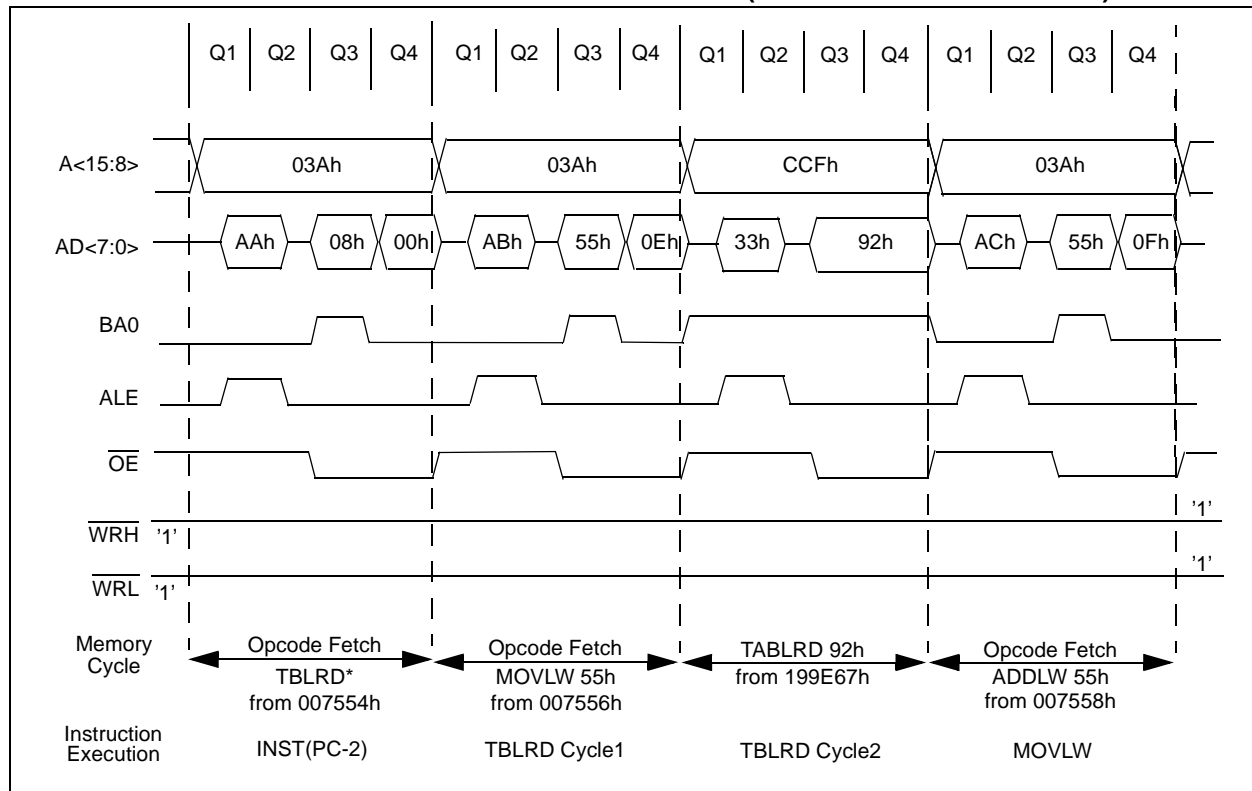 Q1 Q2 Q3 Q4 Q1 Q2 Q3 Q4 Q1 Q2 Q3 Q4 Q1 Q2 Q3 Q4
A<15:8> 03Ah 03Ah CCFh 03Ah
AD<7:0> AAh 08h 00h ABh 55h 0Eh 33h 92h ACh 55h 0Fh
BA0
ALE
OE
'1'
WRH '1'
'1'
WRL '1'
Memory Cycle
Opcode Fetch
TBLRD*
from 007554h
Opcode Fetch
MOVLW 55h
from 007556h
TABLRD 92h
from 199E67h
Opcode Fetch
ADDLW 55h
from 007558h
Instruction
Execution
INST(PC-2) TBLRD Cycle1 TBLRD Cycle2 MOVLW